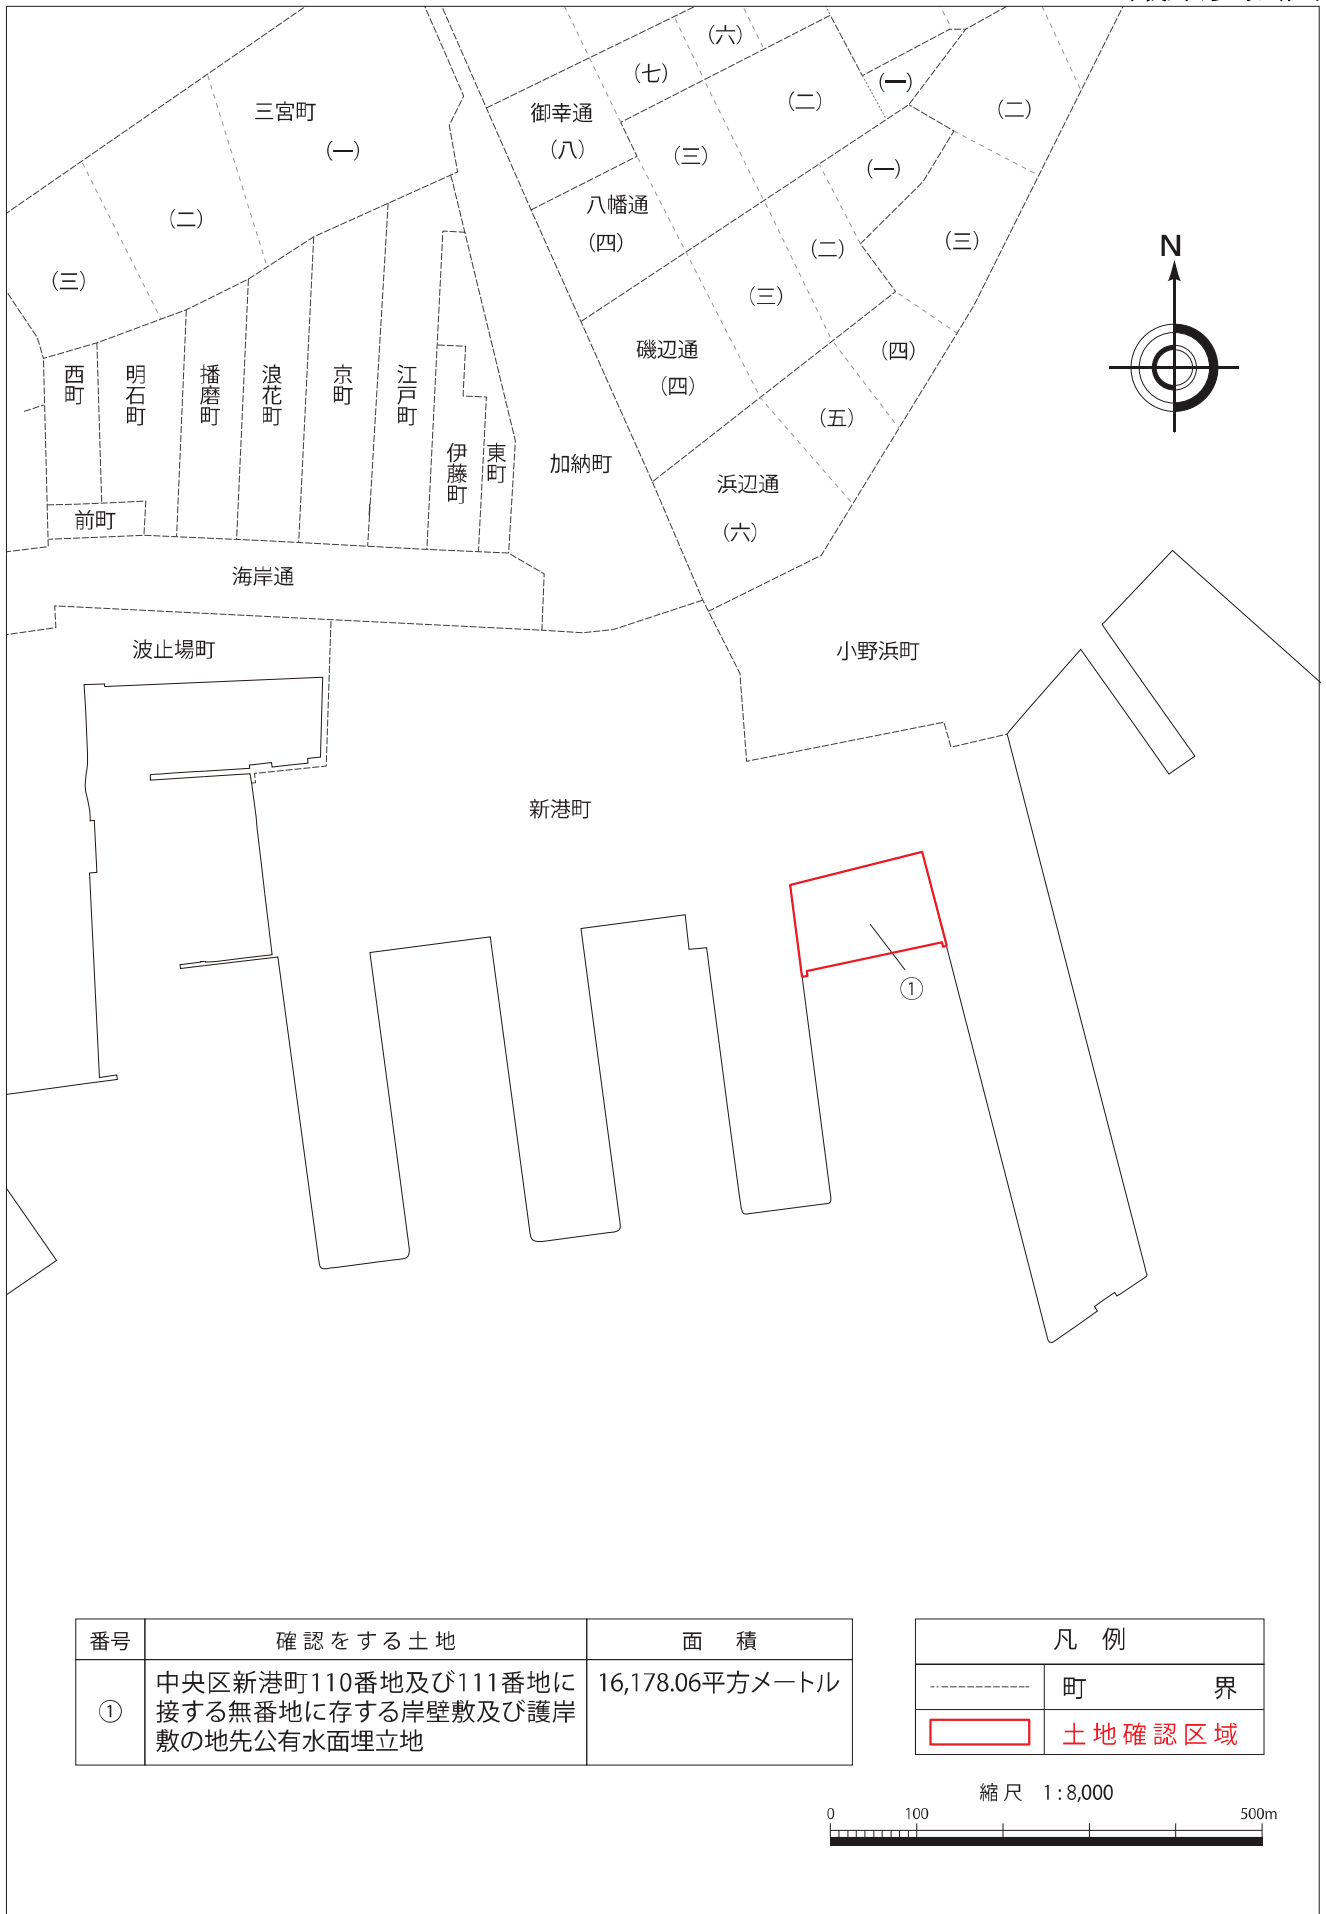 (六)
(七)
(一)
(二)
(二)
三宮町
御幸通
(一)
(八)
(三)
(一)
八幡通
(二)
(四)
(三)
(二)
(三)
(三)
N
磯辺通
(四)
(四)
西町
明石町
播磨町
浪花町
京町
江戸町
(五)
伊藤町
東町
加納町
浜辺通
前町
(六)
海岸通
波止場町
小野浜町
新港町
①
番号
確認をする土地
面 積
①
中央区新港町110番地及び111番地に
接する無番地に存する岸壁敷及び護岸
敷の地先公有水面埋立地
16,178.06平方メートル
凡 例
町 界
土地確認区域
縮尺 1:8,000
0 100 500m